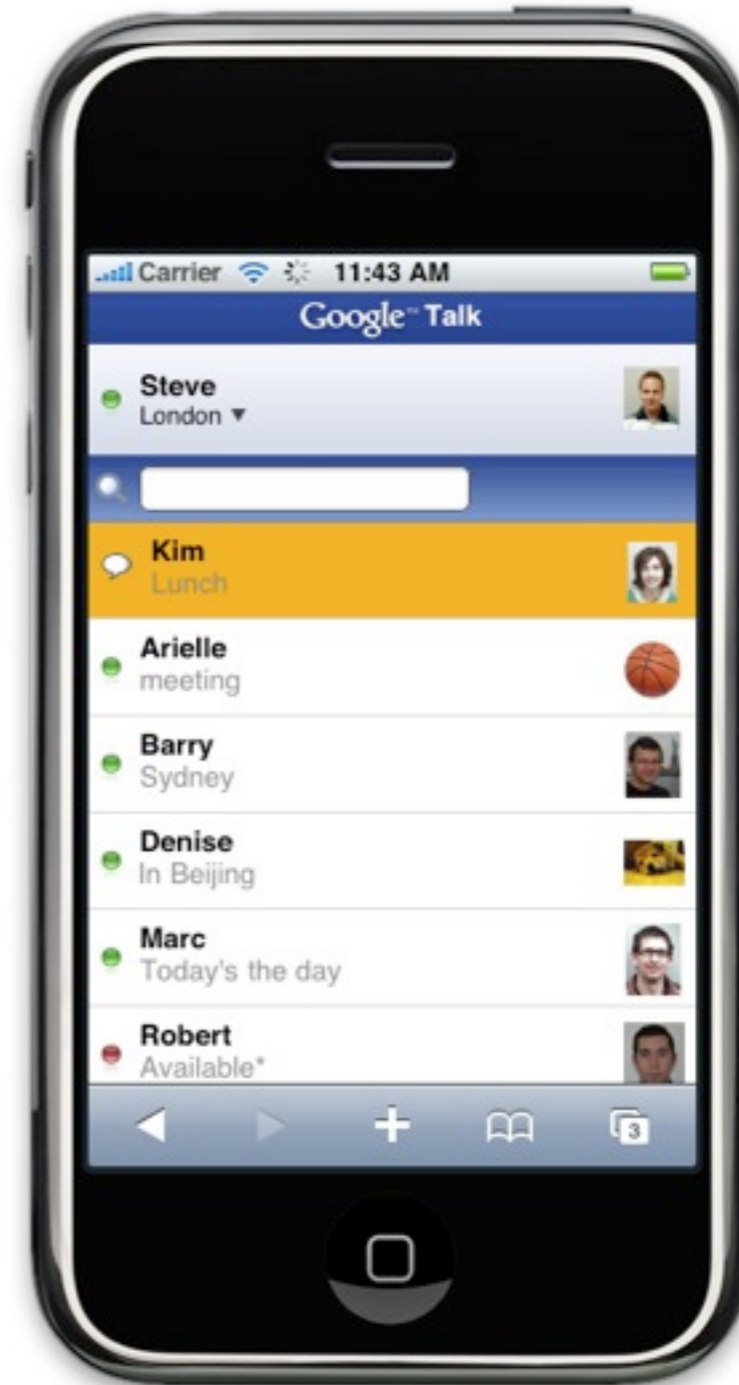 Carrier 11:43 AM
Google™ Talk
Steve
London ▼
Kim
Lunch
Arielle
meeting
Barry
Sydney
Denise
In Beijing
Marc
Today's the day
Robert
Available*
3